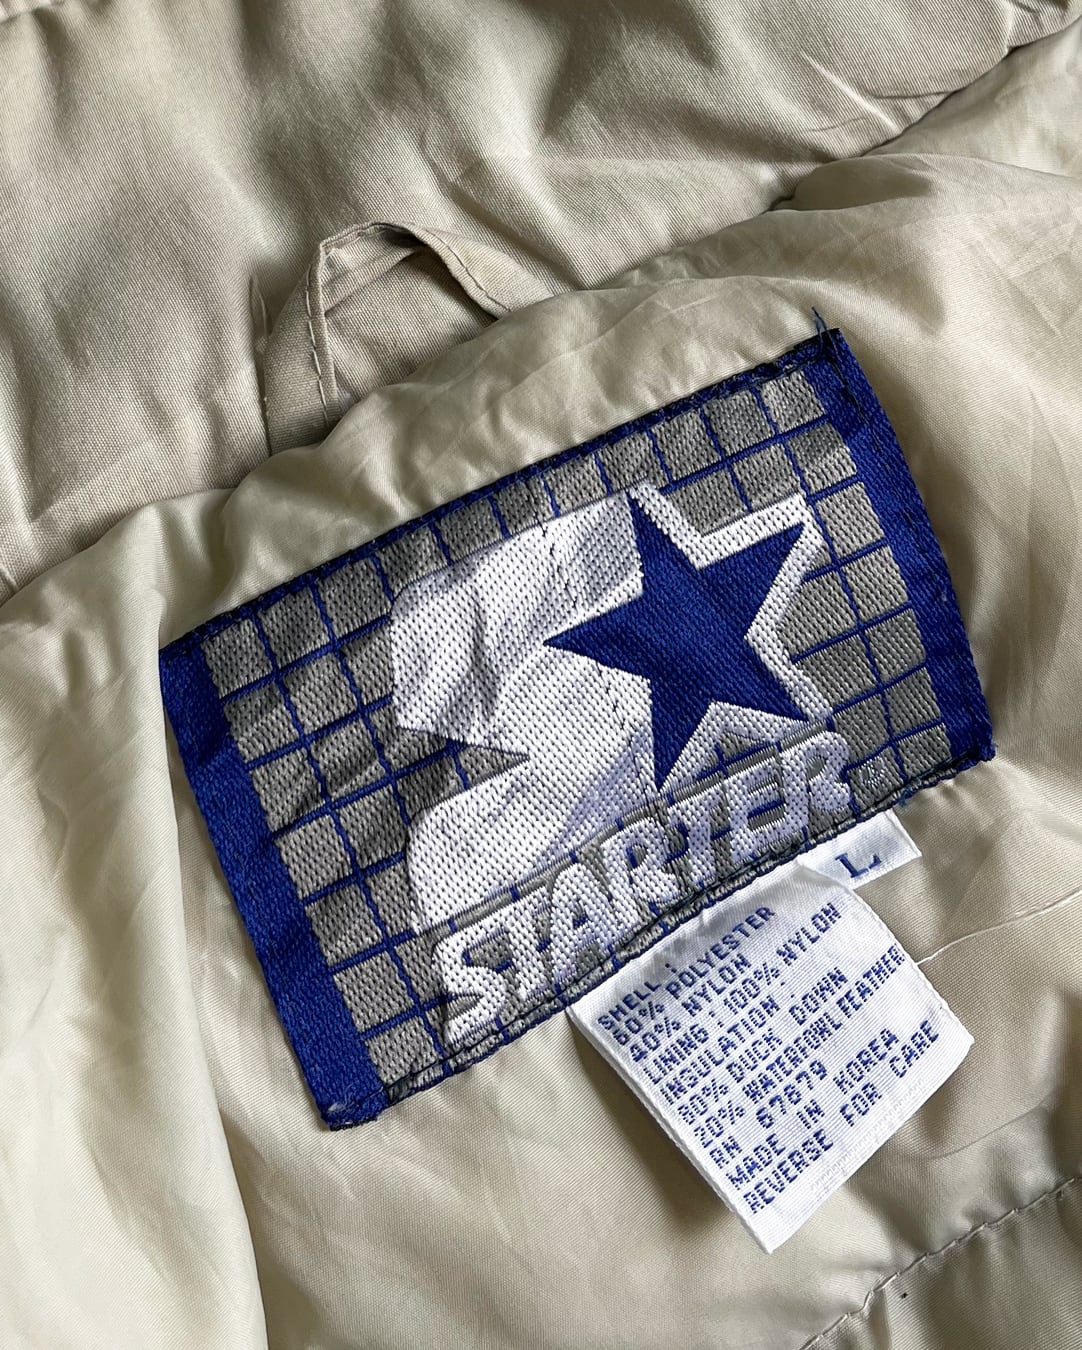 STARTER
L
SHELL:
60% POLYESTER
40% NYLON
LINING: 100% NYLON
INSULATION
80% DUCK DOWN
20% WATERFOWL FEATHER
RN 67879
MADE IN KOREA
REVERSE FOR CARE